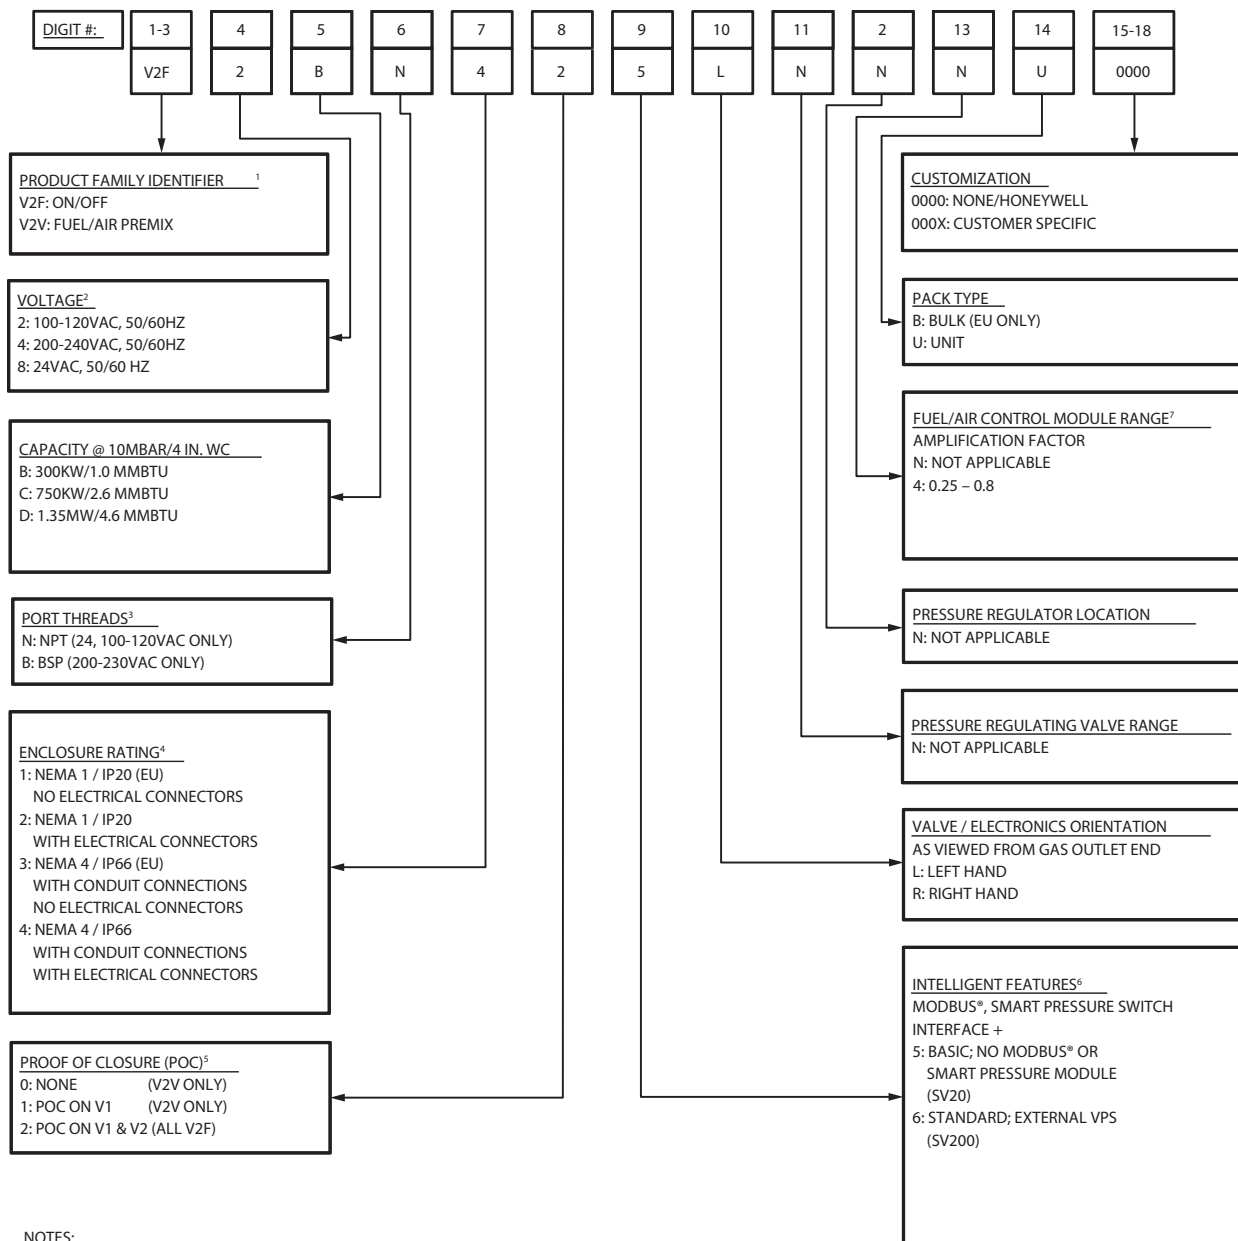 DIGIT #: 1-3 4 5 6 7 8 9 10 11 2 13 14 15-18
V2F 2 B N 4 2 5 L N N N U 0000
PRODUCT FAMILY IDENTIFIER 1
V2F: ON/OFF
V2V: FUEL/AIR PREMIX
VOLTAGE2
2: 100-120VAC, 50/60HZ
4: 200-240VAC, 50/60HZ
8: 24VAC, 50/60 HZ
CAPACITY @ 10MBAR/4 IN. WC
B: 300KW/1.0 MMBTU
C: 750KW/2.6 MMBTU
D: 1.35MW/4.6 MMBTU
PORT THREADS3
N: NPT (24, 100-120VAC ONLY)
B: BSP (200-230VAC ONLY)
ENCLOSURE RATING4
1: NEMA 1 / IP20 (EU)
NO ELECTRICAL CONNECTORS
2: NEMA 1 / IP20
WITH ELECTRICAL CONNECTORS
3: NEMA 4 / IP66 (EU)
WITH CONDUIT CONNECTIONS
NO ELECTRICAL CONNECTORS
4: NEMA 4 / IP66
WITH CONDUIT CONNECTIONS
WITH ELECTRICAL CONNECTORS
PROOF OF CLOSURE (POC)5
0: NONE (V2V ONLY)
1: POC ON V1 (V2V ONLY)
2: POC ON V1 & V2 (ALL V2F)
CUSTOMIZATION
0000: NONE/HONEYWELL
000X: CUSTOMER SPECIFIC
PACK TYPE
B: BULK (EU ONLY)
U: UNIT
FUEL/AIR CONTROL MODULE RANGE7
AMPLIFICATION FACTOR
N: NOT APPLICABLE
4: 0.25 – 0.8
PRESSURE REGULATOR LOCATION
N: NOT APPLICABLE
PRESSURE REGULATING VALVE RANGE
N: NOT APPLICABLE
VALVE / ELECTRONICS ORIENTATION
AS VIEWED FROM GAS OUTLET END
L: LEFT HAND
R: RIGHT HAND
INTELLIGENT FEATURES6
MODBUS®, SMART PRESSURE SWITCH
INTERFACE +
5: BASIC; NO MODBUS® OR
SMART PRESSURE MODULE
(SV20)
6: STANDARD; EXTERNAL VPS
(SV200)
NOTES: